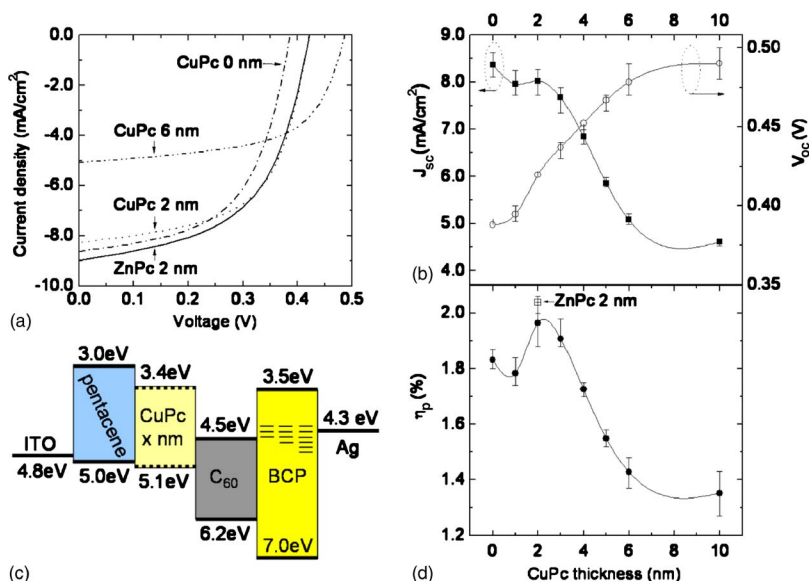 (a)
0.0
-2.0
-4.0
-6.0
-8.0
-10.0
Current density (mA/cm²)
CuPc 0 nm
CuPc 6 nm
CuPc 2 nm
ZnPc 2 nm
0.0 0.1 0.2 0.3 0.4 0.5
Voltage (V)
(b)
0 2 4 6 8 10
9.0
8.0
7.0
6.0
5.0
4.0
Jsc (mA/cm²)
0.50
0.45
0.40
0.35
Voc (V)
(c)
3.0eV
pentacene
5.0eV
ITO
4.8eV
3.4eV
CuPc
x nm
5.1eV
4.5eV
C60
6.2eV
3.5eV
BCP
7.0eV
4.3 eV
Ag
(d)
2.0
1.8
1.6
1.4
1.2
ηp (%)
ZnPc 2 nm
0 2 4 6 8 10
CuPc thickness (nm)